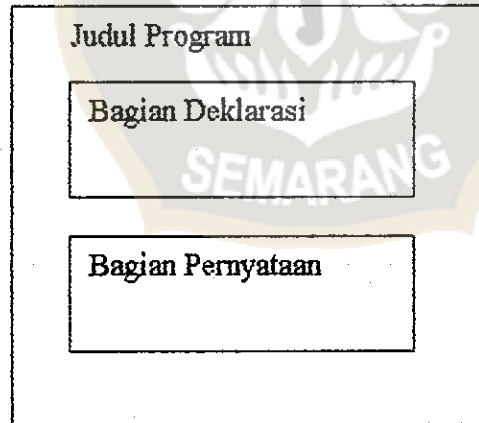 Judul Program
Bagian Deklarasi
SEMARANG
Bagian Pernyataan